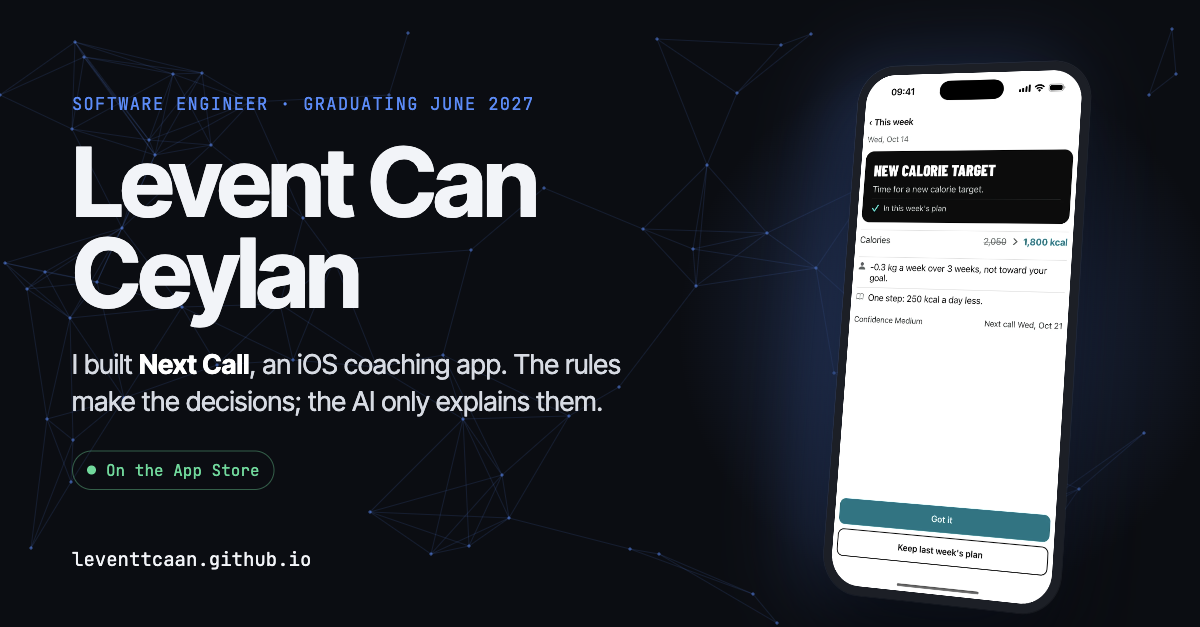 SOFTWARE ENGINEER · GRADUATING JUNE 2027
Levent Can
Ceylan
I built Next Call, an iOS coaching app. The rules
make the decisions; the AI only explains them.
On the App Store
leventtcaan.github.io
09:41
‹ This week
Wed, Oct 14
NEW CALORIE TARGET
Time for a new calorie target.
✓ In this week's plan
Calories 2,050 > 1,800 kcal
-0.3 kg a week over 3 weeks, not toward your
goal.
One step: 250 kcal a day less.
Confidence Medium Next call Wed, Oct 21
Got it
Keep last week's plan